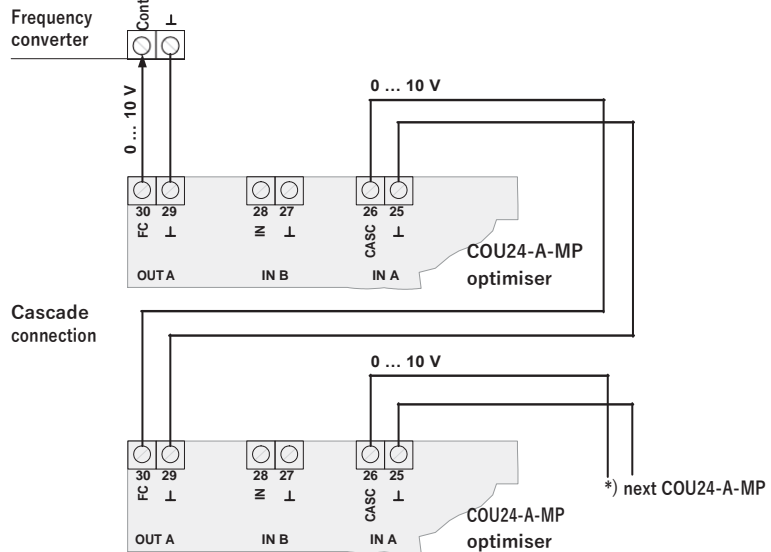 Cont
⊥
Frequency
converter
0 ... 10 V
0 ... 10 V
30 29 28 27 26 25
FC ⊥ IN ⊥ CASC ⊥
OUT A IN B IN A
COU24-A-MP
optimiser
Cascade
connection
0 ... 10 V
30 29 28 27 26 25
FC ⊥ IN ⊥ CASC ⊥
OUT A IN B IN A
*) next COU24-A-MP
COU24-A-MP
optimiser